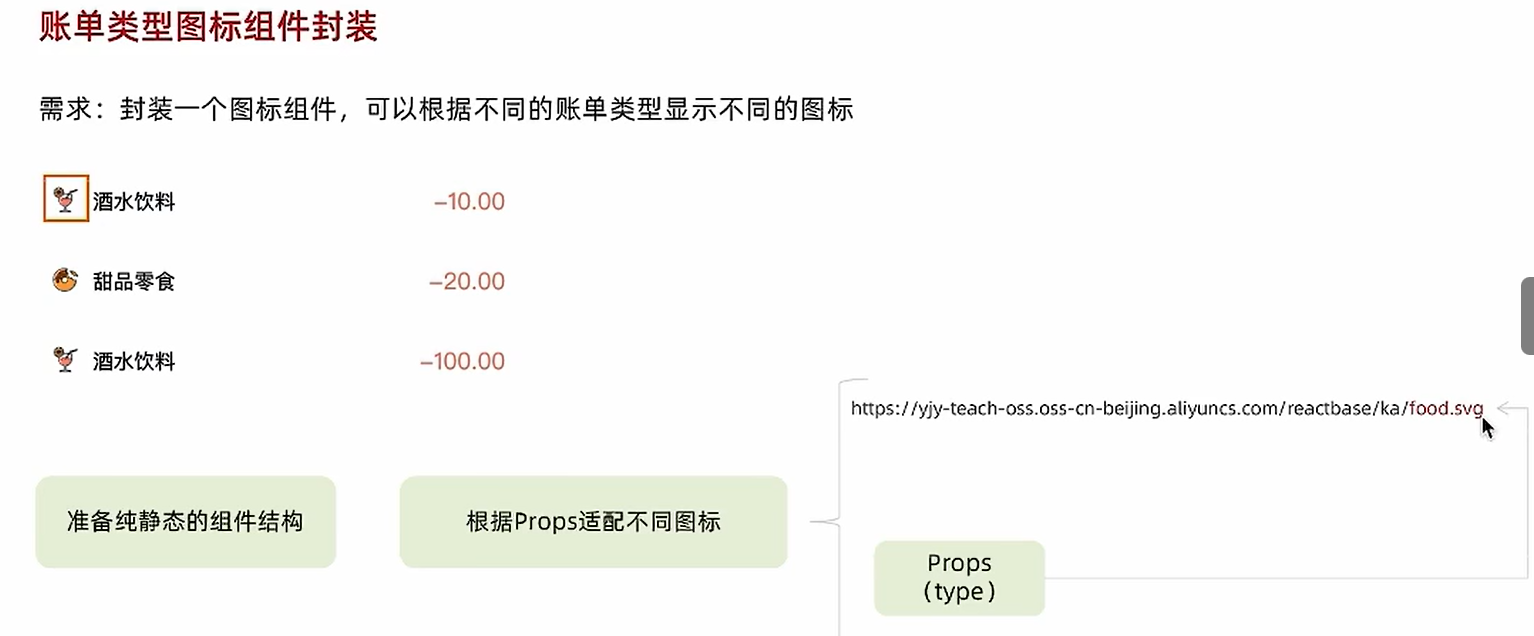 账单类型图标组件封装
需求：封装一个图标组件，可以根据不同的账单类型显示不同的图标
酒水饮料 –10.00
甜品零食 –20.00
酒水饮料 –100.00
https://yjy-teach-oss.oss-cn-beijing.aliyuncs.com/reactbase/ka/food.svg
准备纯静态的组件结构
根据Props适配不同图标
Props
（type）